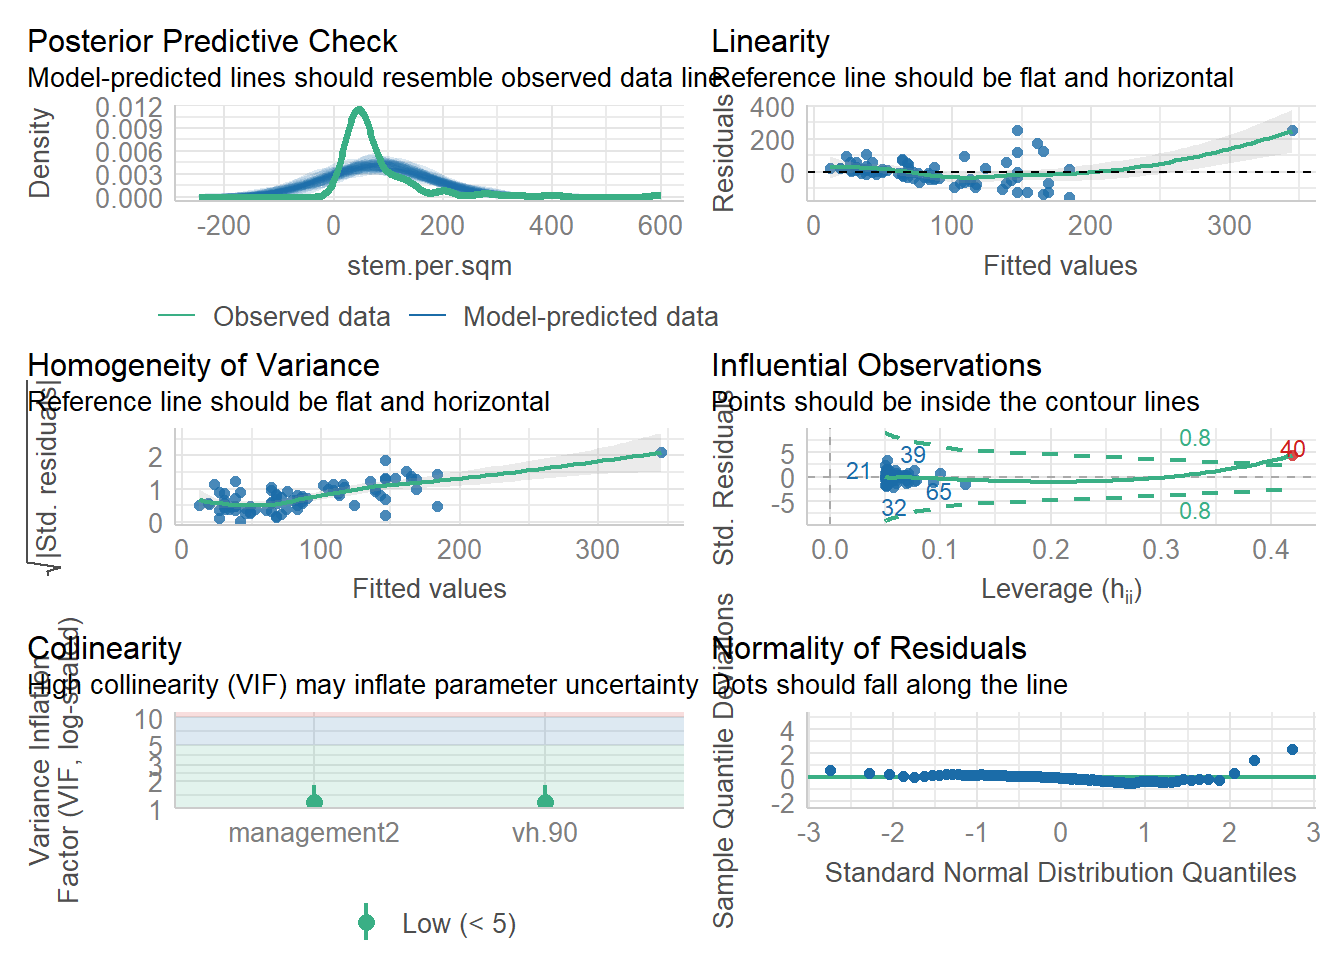 Posterior Predictive Check
Model-predicted lines should resemble observed data line
Density
0.012
0.009
0.006
0.003
0.000
-200 0 200 400 600
stem.per.sqm
Observed data Model-predicted data
Linearity
Reference line should be flat and horizontal
Residuals
400
200
0
0 100 200 300
Fitted values
Homogeneity of Variance
Reference line should be flat and horizontal
√|Std. residuals|
2
1
0
0 100 200 300
Fitted values
Influential Observations
Points should be inside the contour lines
Std. Residuals
5
0
-5
0.8
40
39
21
65
32
0.8
0.0 0.1 0.2 0.3 0.4
Leverage (hii)
Collinearity
High collinearity (VIF) may inflate parameter uncertainty
Variance Inflation
Factor (VIF, log-scaled)
10
5
3
2
1
management2 vh.90
Low (< 5)
Normality of Residuals
Dots should fall along the line
Sample Quantile Deviations
4
2
0
-2
-3 -2 -1 0 1 2 3
Standard Normal Distribution Quantiles